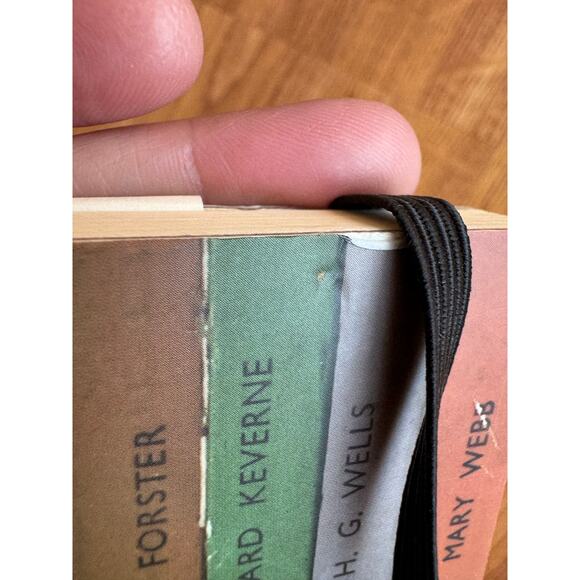 FORSTER
ARD KEVERNE
H. G. WELLS
MARY WEBB